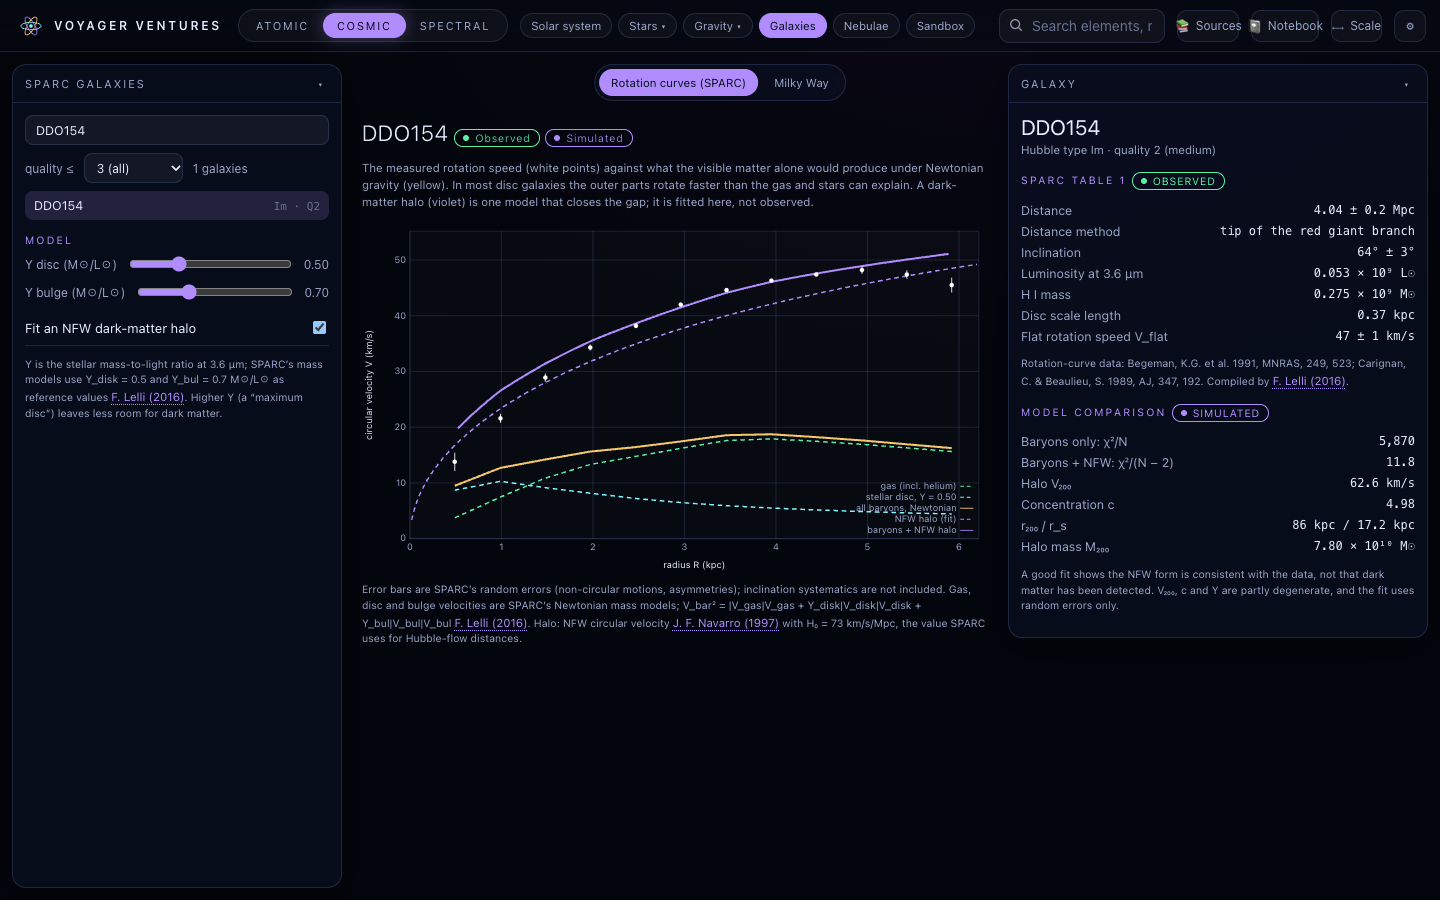 VOYAGER VENTURES
ATOMIC
COSMIC
SPECTRAL
Solar system
Stars ▾
Gravity ▾
Galaxies
Nebulae
Sandbox
Search elements, r
Sources
Notebook
Scale
SPARC GALAXIES
DDO154
quality ≤
3 (all)
1 galaxies
DDO154
Im · Q2
MODEL
Υ disc (M☉/L☉)
0.50
Υ bulge (M☉/L☉)
0.70
Fit an NFW dark-matter halo
Υ is the stellar mass-to-light ratio at 3.6 μm; SPARC's mass
models use Υ_disk = 0.5 and Υ_bul = 0.7 M☉/L☉ as
reference values F. Lelli (2016). Higher Υ (a “maximum
disc”) leaves less room for dark matter.
Rotation curves (SPARC)
Milky Way
DDO154
Observed
Simulated
The measured rotation speed (white points) against what the visible matter alone would produce under Newtonian
gravity (yellow). In most disc galaxies the outer parts rotate faster than the gas and stars can explain. A dark-
matter halo (violet) is one model that closes the gap; it is fitted here, not observed.
circular velocity V (km/s)
50
40
30
20
10
0
0
1
2
3
4
5
6
radius R (kpc)
gas (incl. helium)
stellar disc, Υ = 0.50
all baryons, Newtonian
NFW halo (fit)
baryons + NFW halo
Error bars are SPARC's random errors (non-circular motions, asymmetries); inclination systematics are not included. Gas,
disc and bulge velocities are SPARC's Newtonian mass models; V_bar² = |V_gas|V_gas + Υ_disk|V_disk|V_disk +
Υ_bul|V_bul|V_bul F. Lelli (2016). Halo: NFW circular velocity J. F. Navarro (1997) with H₀ = 73 km/s/Mpc, the value SPARC
uses for Hubble-flow distances.
GALAXY
DDO154
Hubble type Im · quality 2 (medium)
SPARC TABLE 1
OBSERVED
Distance
4.04 ± 0.2 Mpc
Distance method
tip of the red giant branch
Inclination
64° ± 3°
Luminosity at 3.6 μm
0.053 × 10⁹ L☉
H I mass
0.275 × 10⁹ M☉
Disc scale length
0.37 kpc
Flat rotation speed V_flat
47 ± 1 km/s
Rotation-curve data: Begeman, K.G. et al. 1991, MNRAS, 249, 523; Carignan,
C. & Beaulieu, S. 1989, AJ, 347, 192. Compiled by F. Lelli (2016).
MODEL COMPARISON
SIMULATED
Baryons only: χ²/N
5,870
Baryons + NFW: χ²/(N − 2)
11.8
Halo V₂₀₀
62.6 km/s
Concentration c
4.98
r₂₀₀ / r_s
86 kpc / 17.2 kpc
Halo mass M₂₀₀
7.80 × 10¹⁰ M☉
A good fit shows the NFW form is consistent with the data, not that dark
matter has been detected. V₂₀₀, c and Υ are partly degenerate, and the fit uses
random errors only.